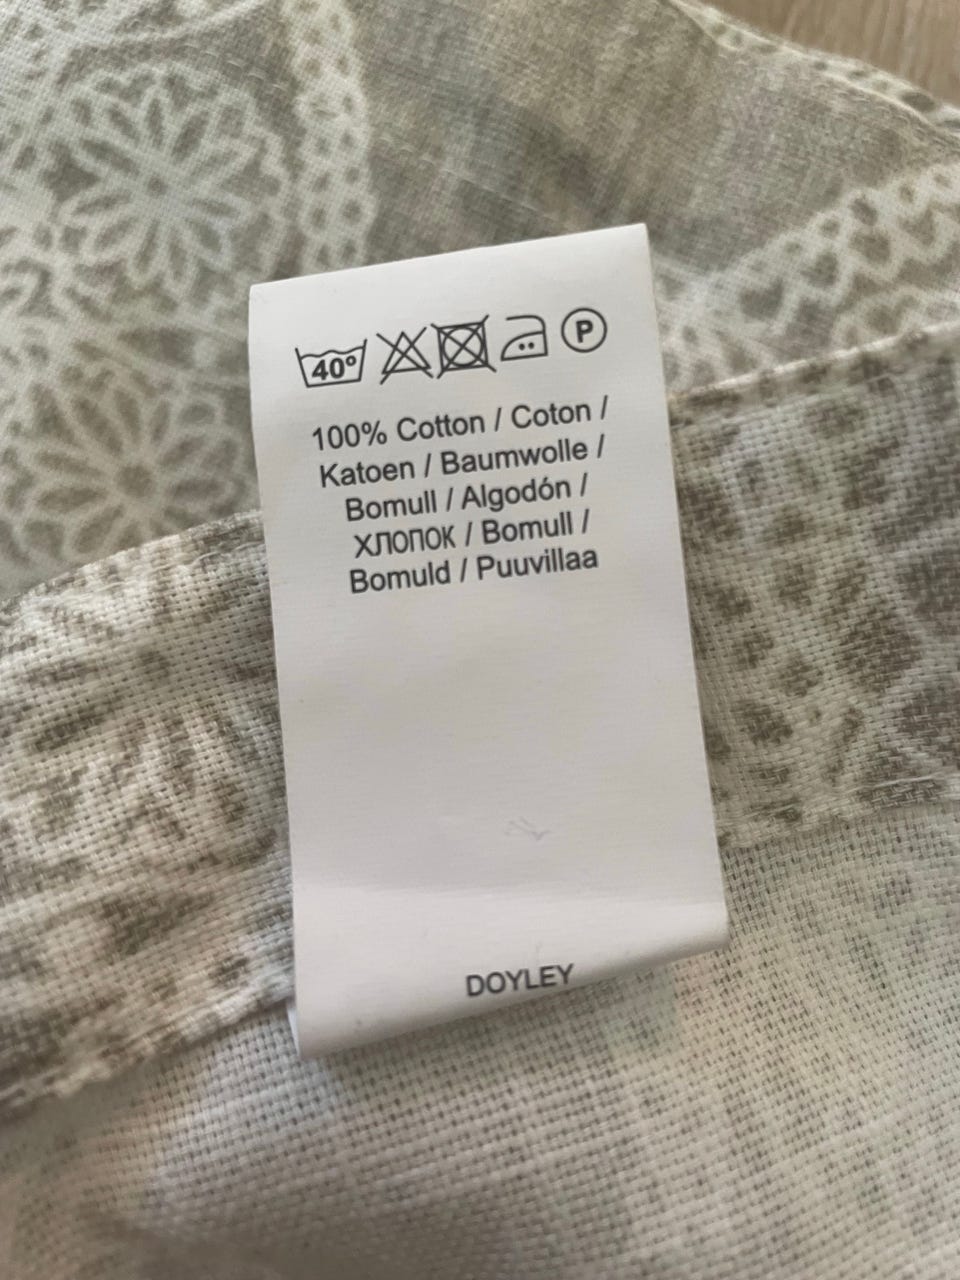 40°
P
100% Cotton / Coton /
Katoen / Baumwolle /
Bomull / Algodón /
ХЛОПОК / Bomull /
Bomuld / Puuvillaa
DOYLEY